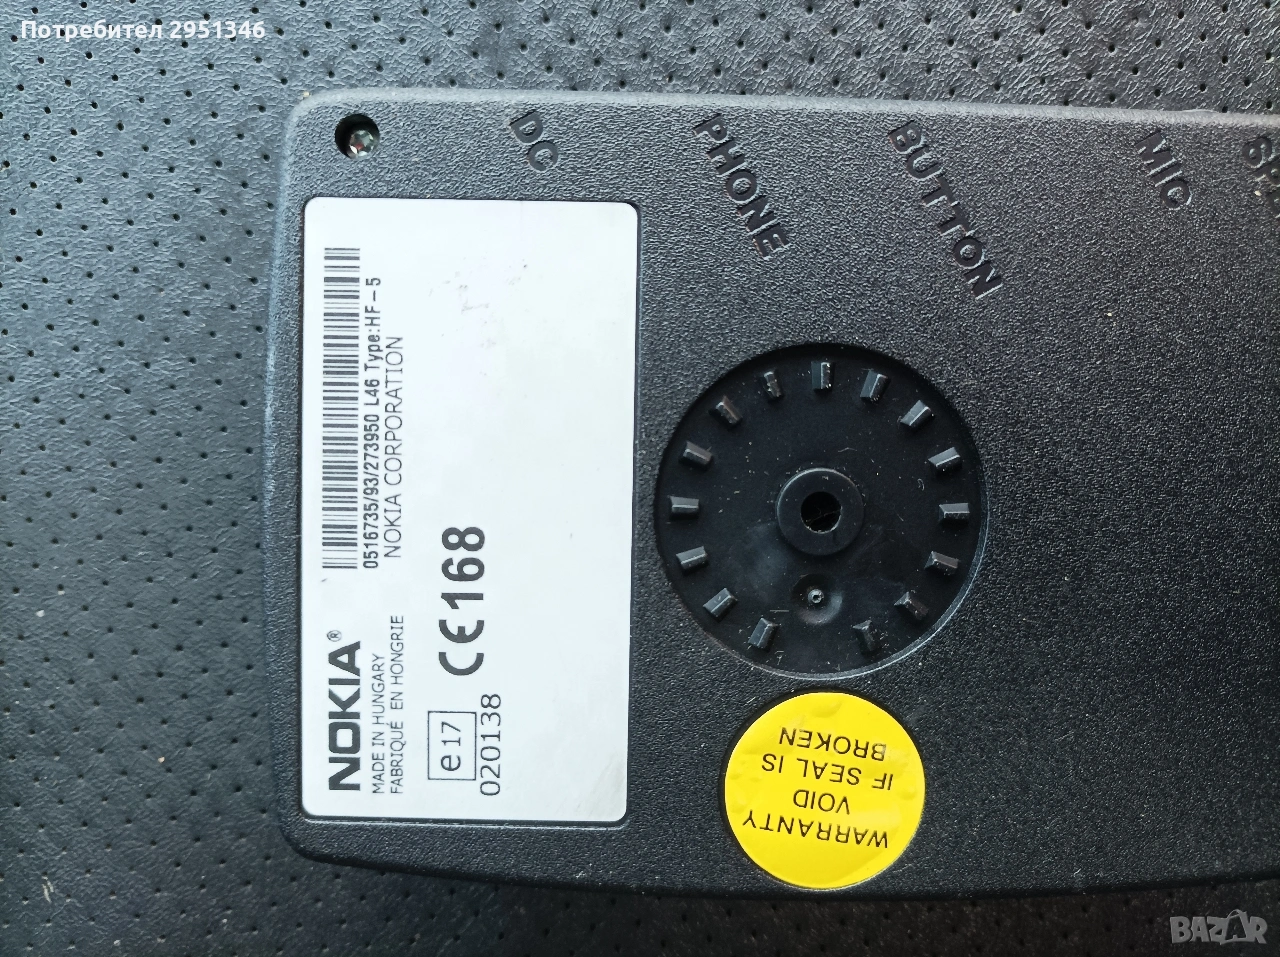 Потребител 2951346
DC
PHONE
BUTTON
MIC
0516735/93/273950 L46 Type:HF-5
NOKIA CORPORATION
NOKIA®
MADE IN HUNGARY
FABRIQUÉ EN HONGRIE
CE168
e17
020138
WARRANTY
VOID
IF SEAL IS
BROKEN
BAZAR